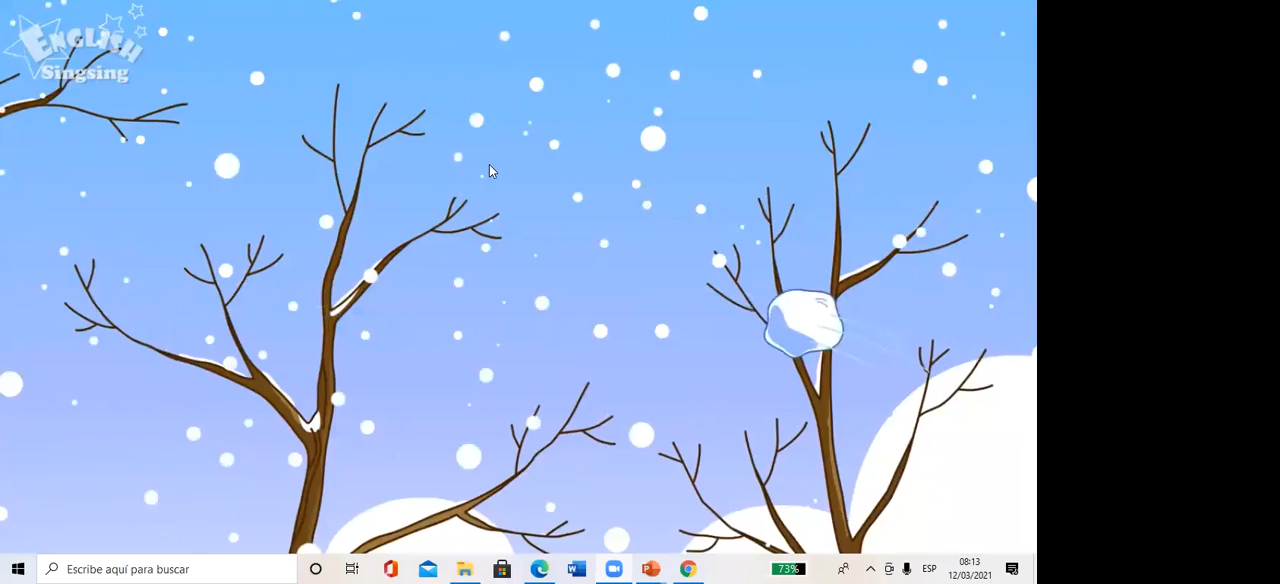 ENGLISH
Singsing
Escribe aquí para buscar
73%
ESP
08:13
12/03/2021